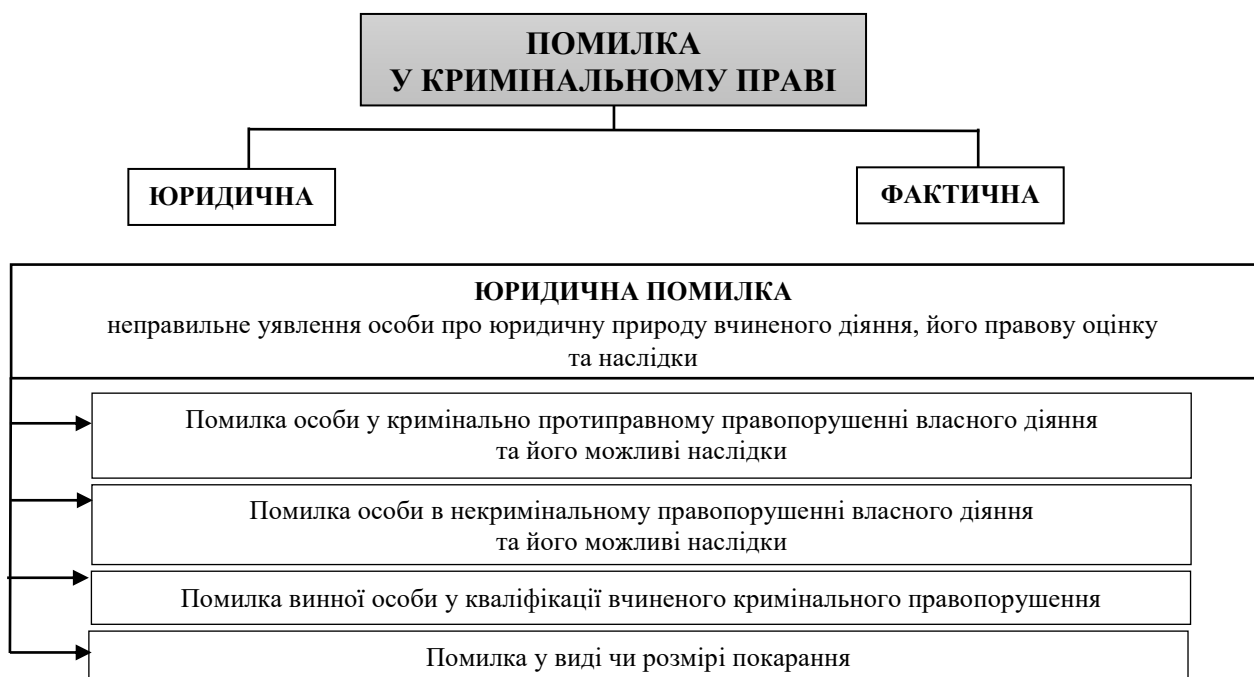 ПОМИЛКА
У КРИМІНАЛЬНОМУ ПРАВІ
ЮРИДИЧНА
ФАКТИЧНА
ЮРИДИЧНА ПОМИЛКА
неправильне уявлення особи про юридичну природу вчиненого діяння, його правову оцінку
та наслідки
Помилка особи у кримінально протиправному правопорушенні власного діяння
та його можливі наслідки
Помилка особи в некримінальному правопорушенні власного діяння
та його можливі наслідки
Помилка винної особи у кваліфікації вчиненого кримінального правопорушення
Помилка у виді чи розмірі покарання